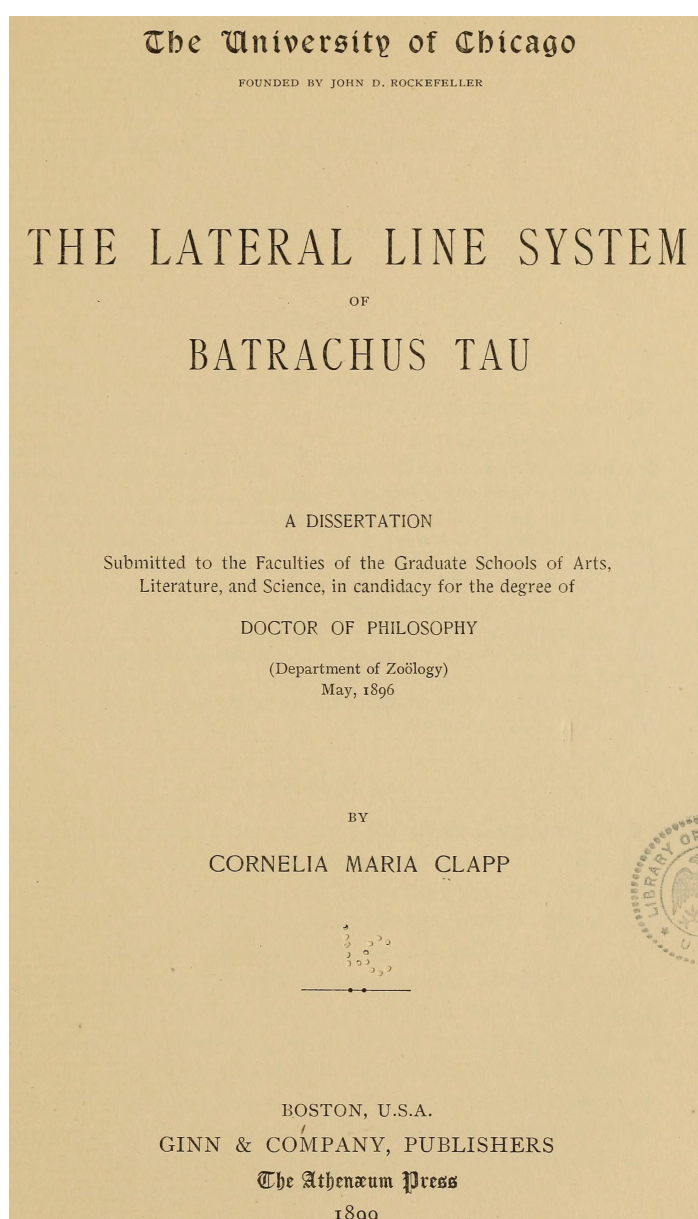 The University of Chicago
FOUNDED BY JOHN D. ROCKEFELLER
THE LATERAL LINE SYSTEM
OF
BATRACHUS TAU
A DISSERTATION
Submitted to the Faculties of the Graduate Schools of Arts,
Literature, and Science, in candidacy for the degree of
DOCTOR OF PHILOSOPHY
(Department of Zoölogy)
May, 1896
BY
CORNELIA MARIA CLAPP
LIBRARY OF
BOSTON, U.S.A.
GINN & COMPANY, PUBLISHERS
The Athenæum Press
1899